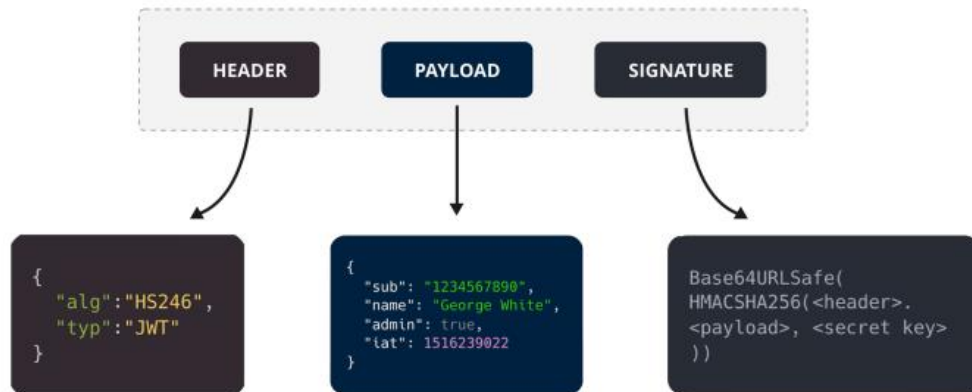 HEADER
PAYLOAD
SIGNATURE
{
"alg":"HS246",
"typ":"JWT"
}
{
"sub": "1234567890",
"name": "George White",
"admin": true,
"iat": 1516239022
}
Base64URLSafe(
HMACSHA256(<header>.
<payload>, <secret key>
))